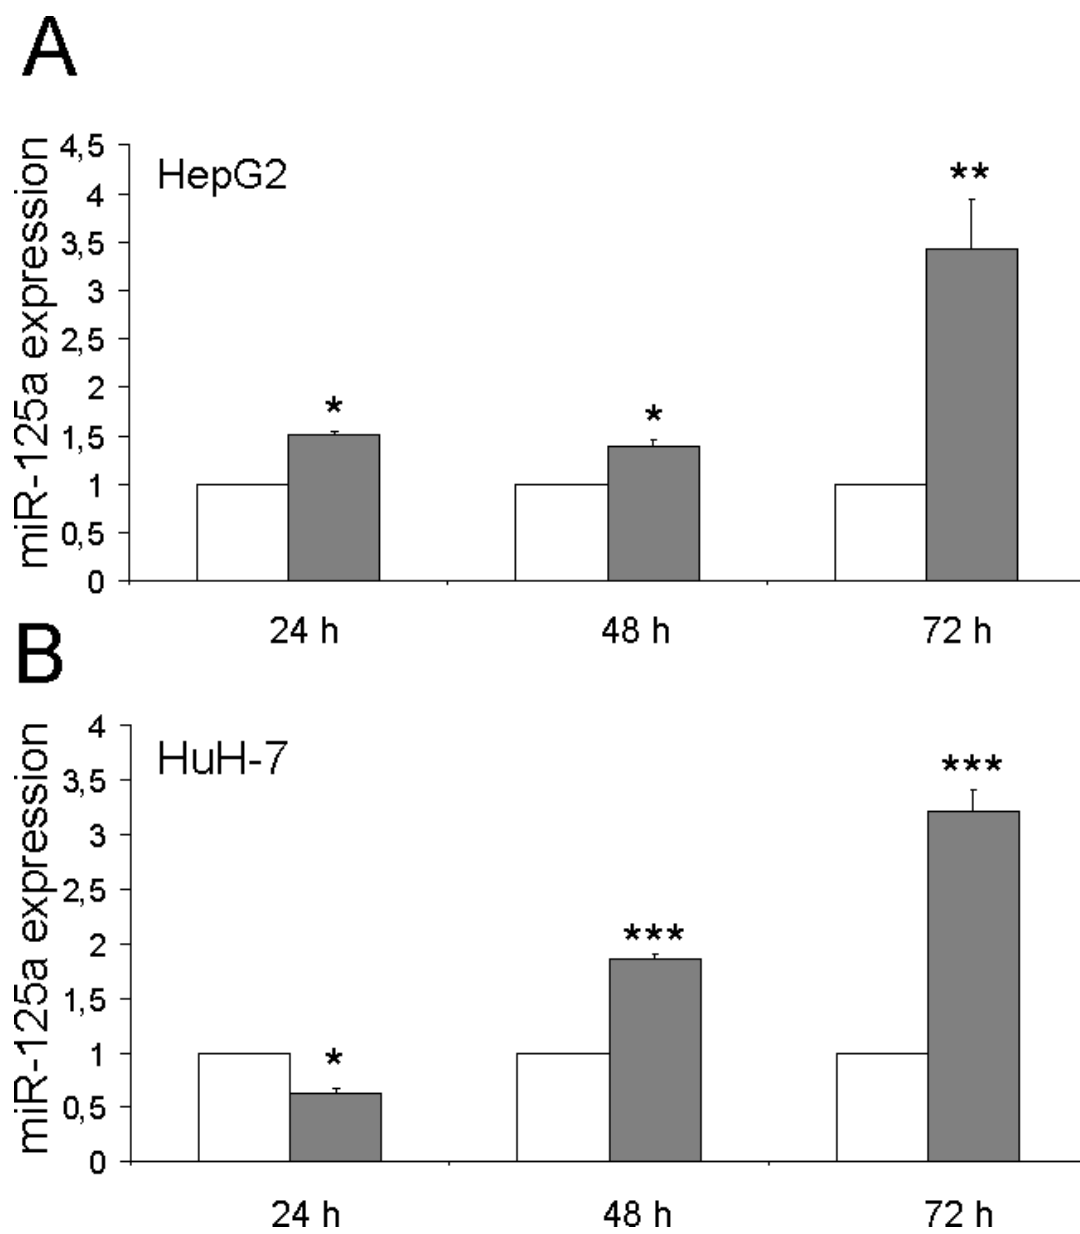 A
miR-125a expression
HepG2
4,5
4
3,5
3
2,5
2
1,5
1
0,5
0
*
*
**
24 h
48 h
72 h
B
miR-125a expression
HuH-7
4
3,5
3
2,5
2
1,5
1
0,5
0
*
***
***
24 h
48 h
72 h